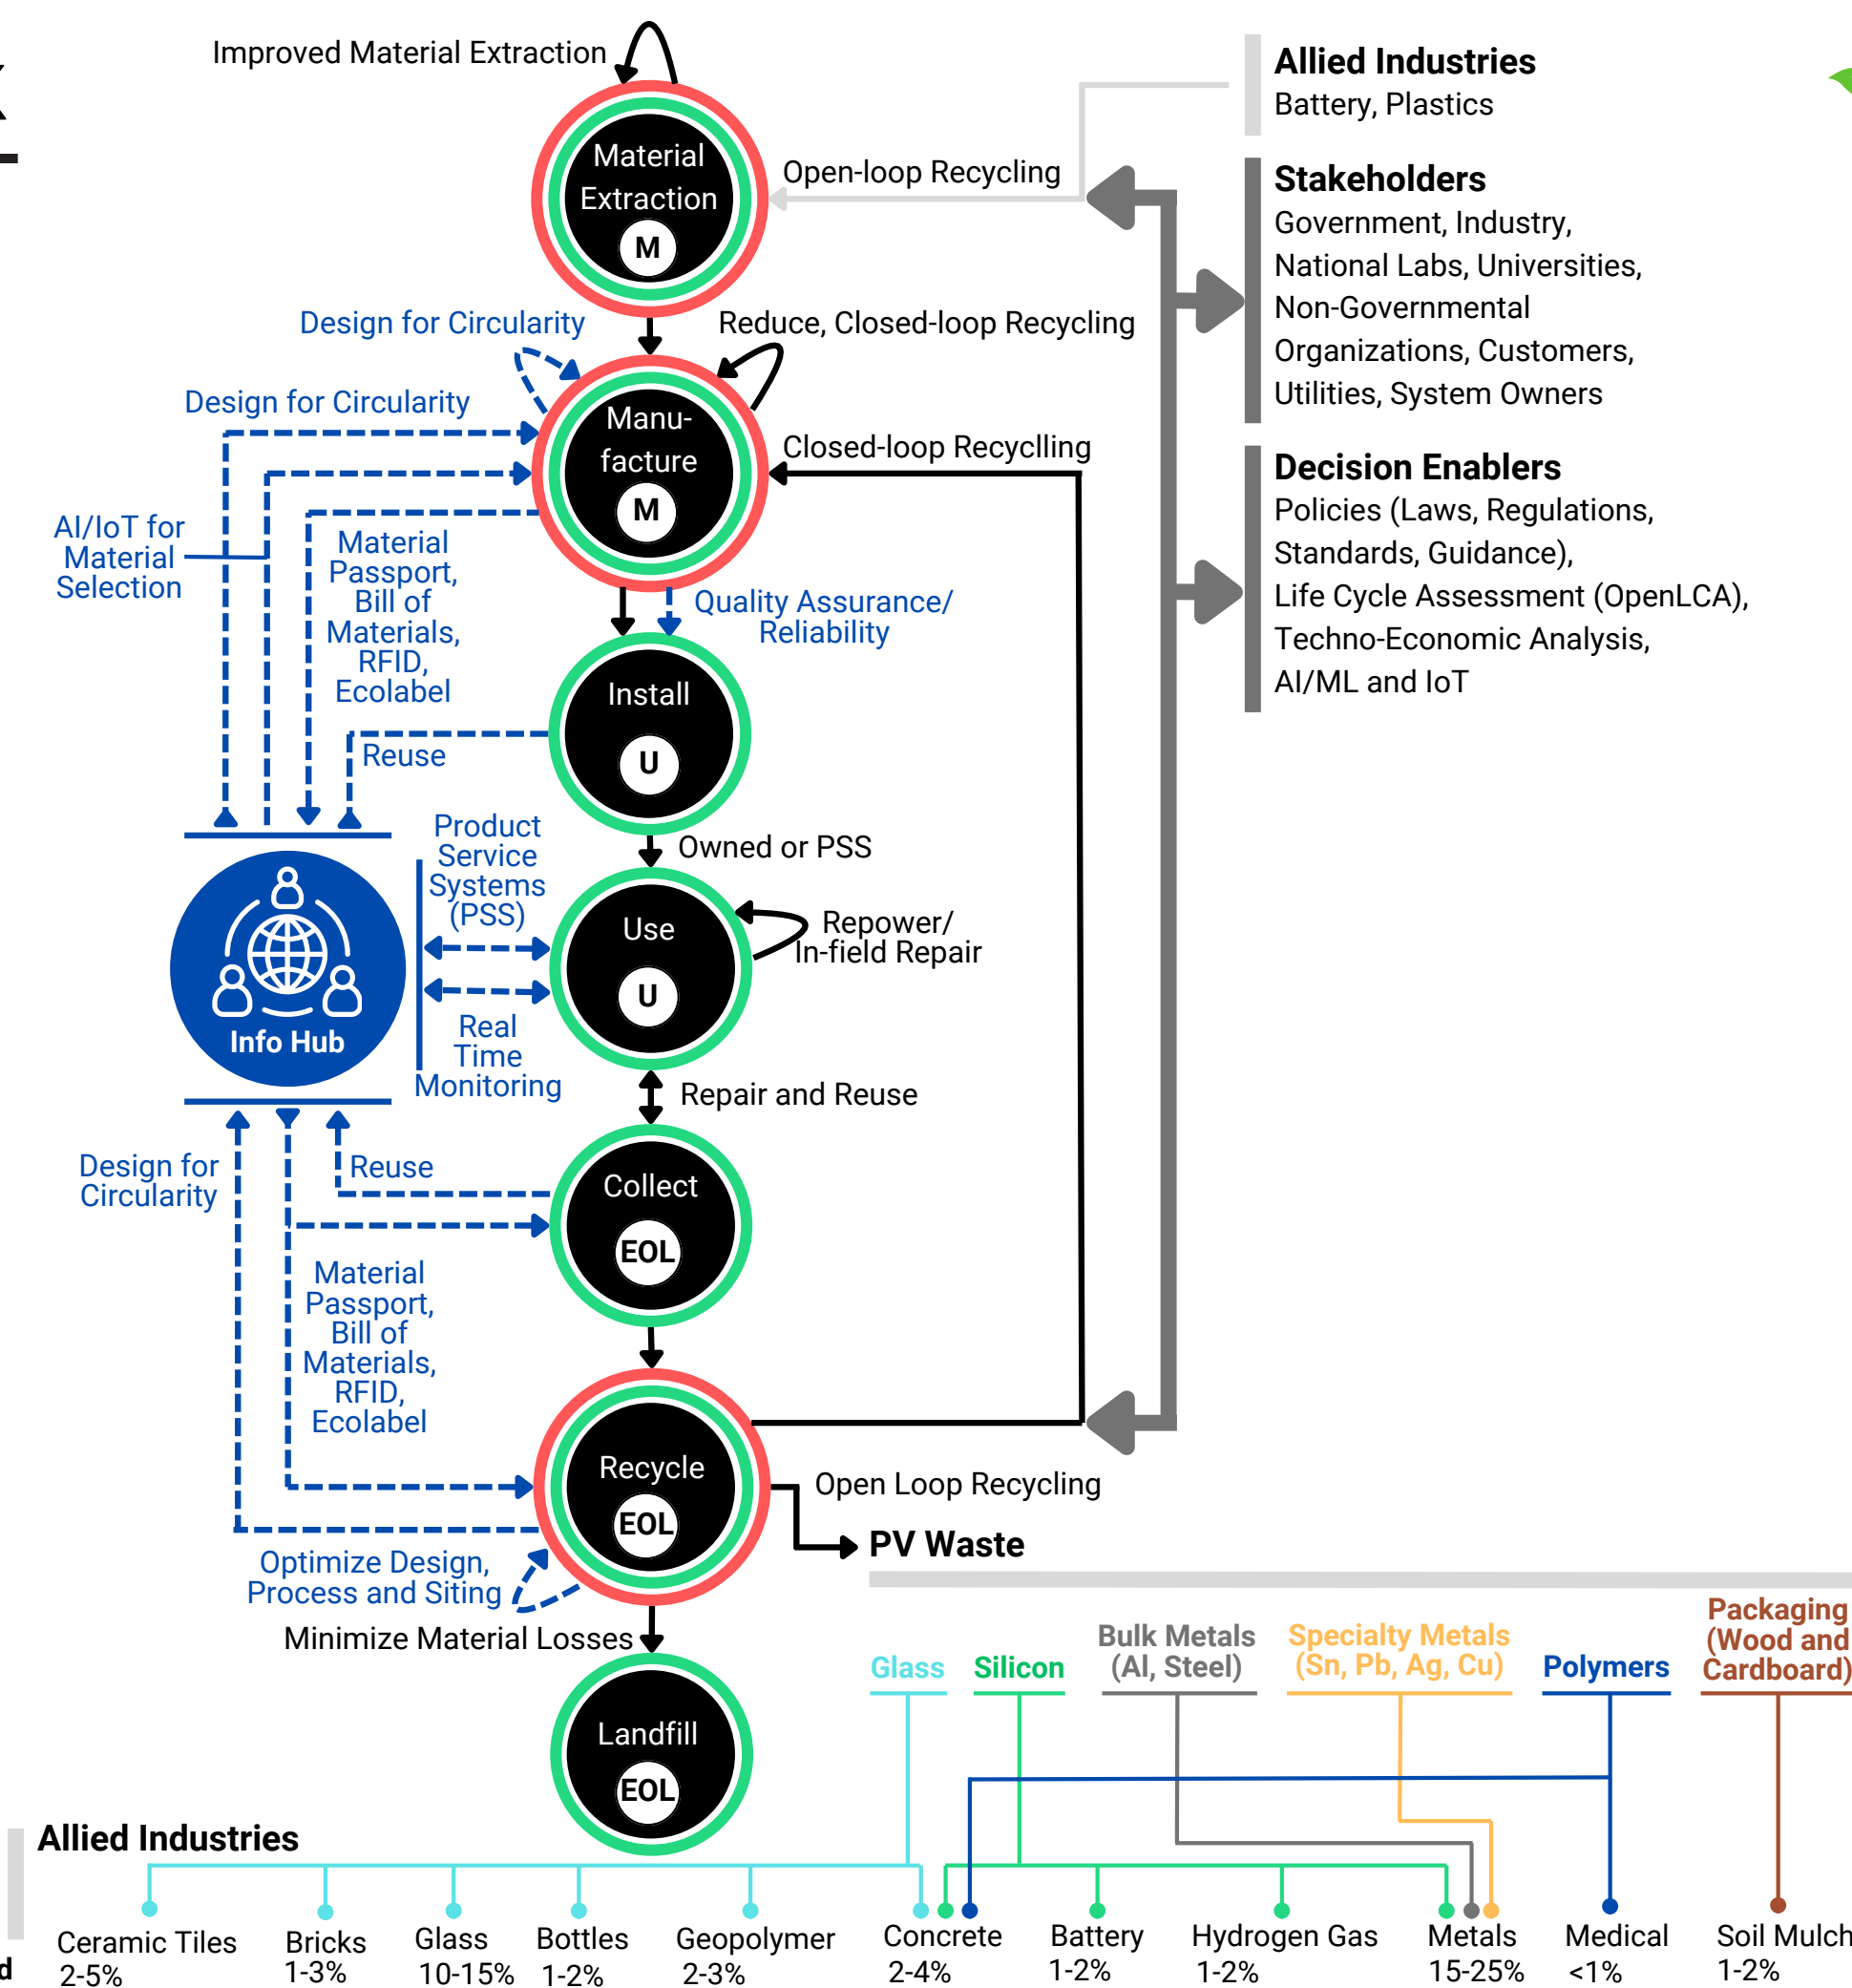 Improved Material Extraction
Material
Extraction
M
Open-loop Recycling
Allied Industries
Battery, Plastics
Stakeholders
Government, Industry,
National Labs, Universities,
Non-Governmental
Organizations, Customers,
Utilities, System Owners
Decision Enablers
Policies (Laws, Regulations,
Standards, Guidance),
Life Cycle Assessment (OpenLCA),
Techno-Economic Analysis,
AI/ML and IoT
Design for Circularity
Reduce, Closed-loop Recycling
Design for Circularity
Manu-
facture
M
Closed-loop Recyclling
AI/IoT for
Material
Selection
Material
Passport,
Bill of
Materials,
RFID,
Ecolabel
Quality Assurance/
Reliability
Install
U
Reuse
Owned or PSS
Product
Service
Systems
(PSS)
Use
U
Repower/
In-field Repair
Info Hub
Real
Time
Monitoring
Repair and Reuse
Design for
Circularity
Reuse
Collect
EOL
Material
Passport,
Bill of
Materials,
RFID,
Ecolabel
Recycle
EOL
Open Loop Recycling
PV Waste
Optimize Design,
Process and Siting
Minimize Material Losses
Landfill
EOL
Glass
Silicon
Bulk Metals
(Al, Steel)
Specialty Metals
(Sn, Pb, Ag, Cu)
Polymers
Packaging
(Wood and
Cardboard)
Allied Industries
Ceramic Tiles
2-5%
Bricks
1-3%
Glass
10-15%
Bottles
1-2%
Geopolymer
2-3%
Concrete
2-4%
Battery
1-2%
Hydrogen Gas
1-2%
Metals
15-25%
Medical
<1%
Soil Mulch
1-2%